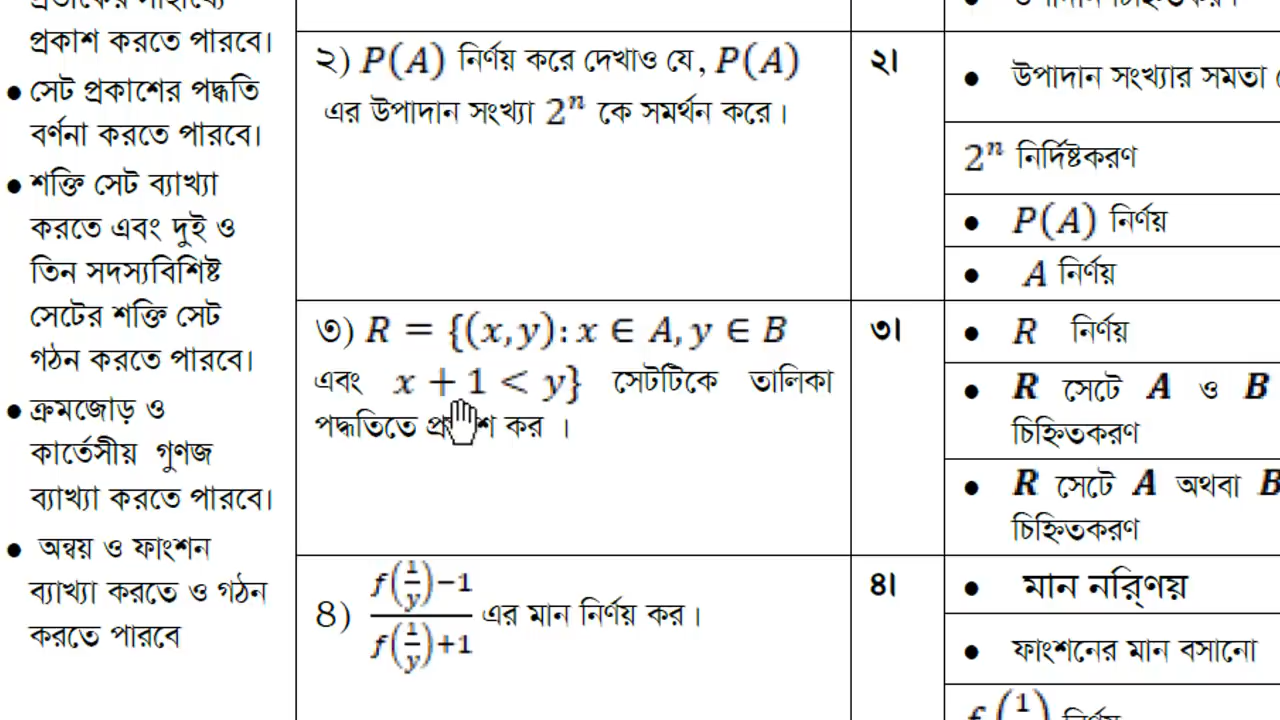 প্রকাশ করতে পারবে।
• সেট প্রকাশের পদ্ধতি
বর্ণনা করতে পারবে।
• শক্তি সেট ব্যাখ্যা
করতে এবং দুই ও
তিন সদস্যবিশিষ্ট
সেটের শক্তি সেট
গঠন করতে পারবে।
• ক্রমজোড় ও
কার্তেসীয় গুণজ
ব্যাখ্যা করতে পারবে।
• অন্বয় ও ফাংশন
ব্যাখ্যা করতে ও গঠন
করতে পারবে
২) P(A) নির্ণয় করে দেখাও যে, P(A)
এর উপাদান সংখ্যা 2ⁿ কে সমর্থন করে।
২।
• উপাদান সংখ্যার সমতা
2ⁿ নির্দিষ্টকরণ
• P(A) নির্ণয়
• A নির্ণয়
৩) R = {(x,y): x ∈ A, y ∈ B
এবং x + 1 < y} সেটটিকে তালিকা
পদ্ধতিতে কর ।
৩।
• R নির্ণয়
• R সেটে A ও B
চিহ্নিতকরণ
• R সেটে A অথবা B
চিহ্নিতকরণ
8) (f(1/y)−1)/(f(1/y)+1) এর মান নির্ণয় কর।
৪।
• মান নর্িণয়
• ফাংশনের মান বসানো